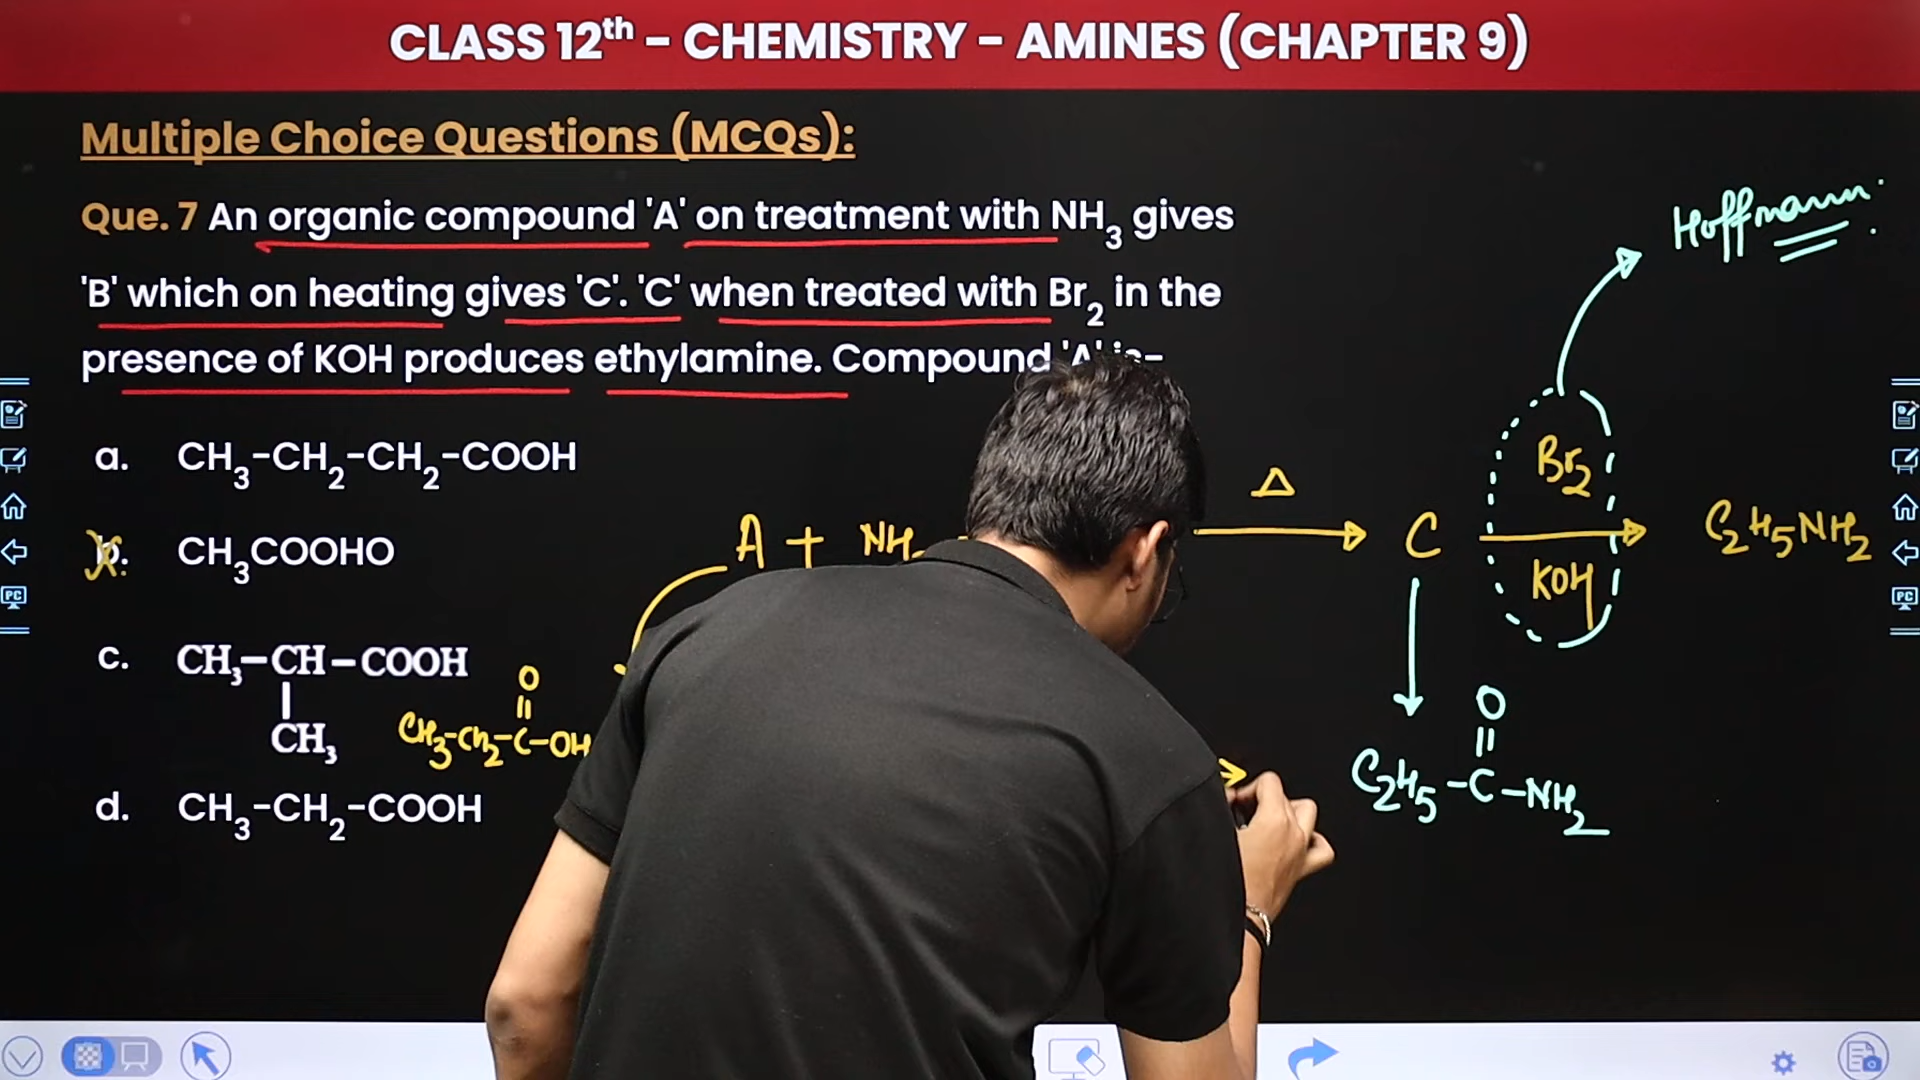 CLASS 12th - CHEMISTRY - AMINES (CHAPTER 9)
Multiple Choice Questions (MCQs):
Que. 7 An organic compound 'A' on treatment with NH3 gives
'B' which on heating gives 'C'. 'C' when treated with Br2 in the
presence of KOH produces ethylamine. Compound 'A' is-
a. CH3-CH2-CH2-COOH
b. CH3COOHO
c. CH3-CH-COOH
CH3
d. CH3-CH2-COOH
Hoffmann
A + NH
Δ
C
Br2
KOH
C2H5NH2
O
CH3-CH2-C-OH
O
C2H5-C-NH2
PC
PC